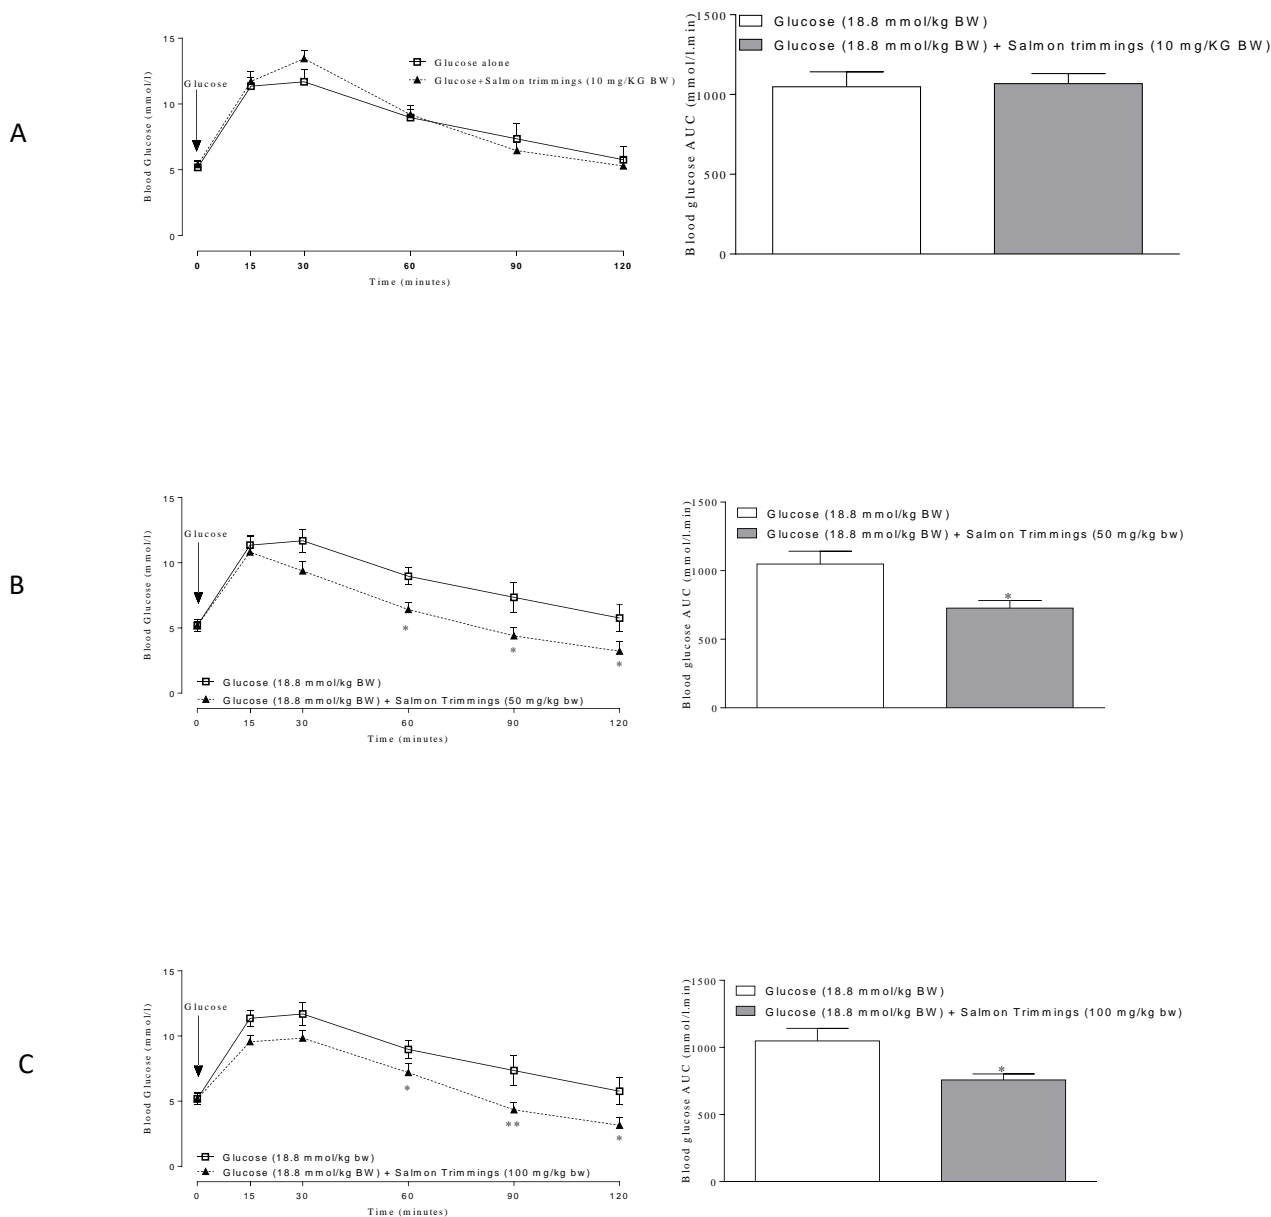 A
Blood Glucose (mmol/l)
15
10
5
0
Glucose
Glucose alone
Glucose+Salmon trimmings (10 mg/KG BW)
0 15 30 60 90 120
Time (minutes)
Blood glucose AUC (mmol/l.min)
1500
1000
500
0
Glucose (18.8 mmol/kg BW)
Glucose (18.8 mmol/kg BW) + Salmon trimmings (10 mg/KG BW)
B
Blood Glucose (mmol/l)
15
10
5
0
Glucose
*
*
*
Glucose (18.8 mmol/kg BW)
Glucose (18.8 mmol/kg BW) + Salmon Trimmings (50 mg/kg bw)
0 15 30 60 90 120
Time (minutes)
Blood glucose AUC (mmol/l.min)
1500
1000
500
0
Glucose (18.8 mmol/kg BW)
Glucose (18.8 mmol/kg BW) + Salmon Trimmings (50 mg/kg bw)
*
C
Blood Glucose (mmol/l)
15
10
5
0
Glucose
*
**
*
Glucose (18.8 mmol/kg bw)
Glucose (18.8 mmol/kg BW) + Salmon Trimmings (100 mg/kg bw)
0 15 30 60 90 120
Time (minutes)
Blood glucose AUC (mmol/l.min)
1500
1000
500
0
Glucose (18.8 mmol/kg BW)
Glucose (18.8 mmol/kg BW) + Salmon Trimmings (100 mg/kg bw)
*